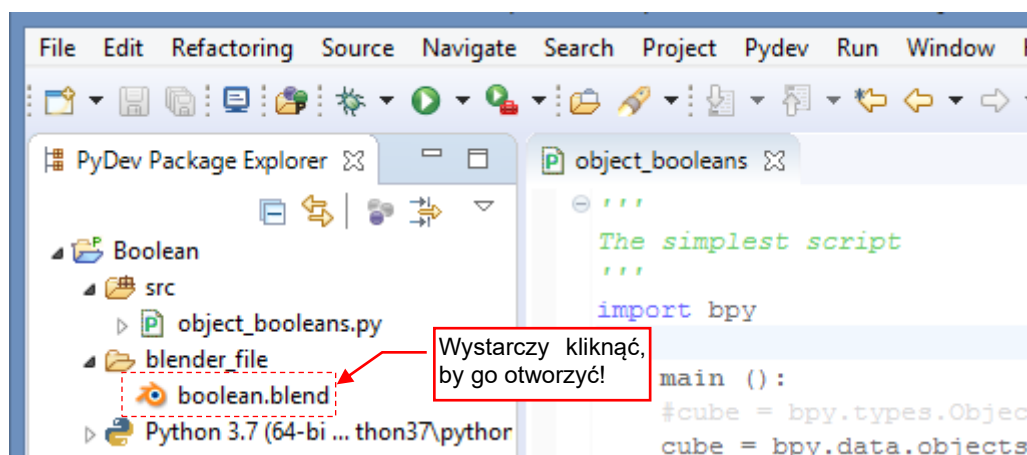 File Edit Refactoring Source Navigate Search Project Pydev Run Window
PyDev Package Explorer
Boolean
src
object_booleans.py
blender_file
boolean.blend
Python 3.7 (64-bi ... thon37\pythor
Wystarczy kliknąć,
by go otworzyć!
object_booleans
'''
The simplest script
'''
import bpy
main ():
#cube = bpy.types.Objec
cube = bpy.data.objects